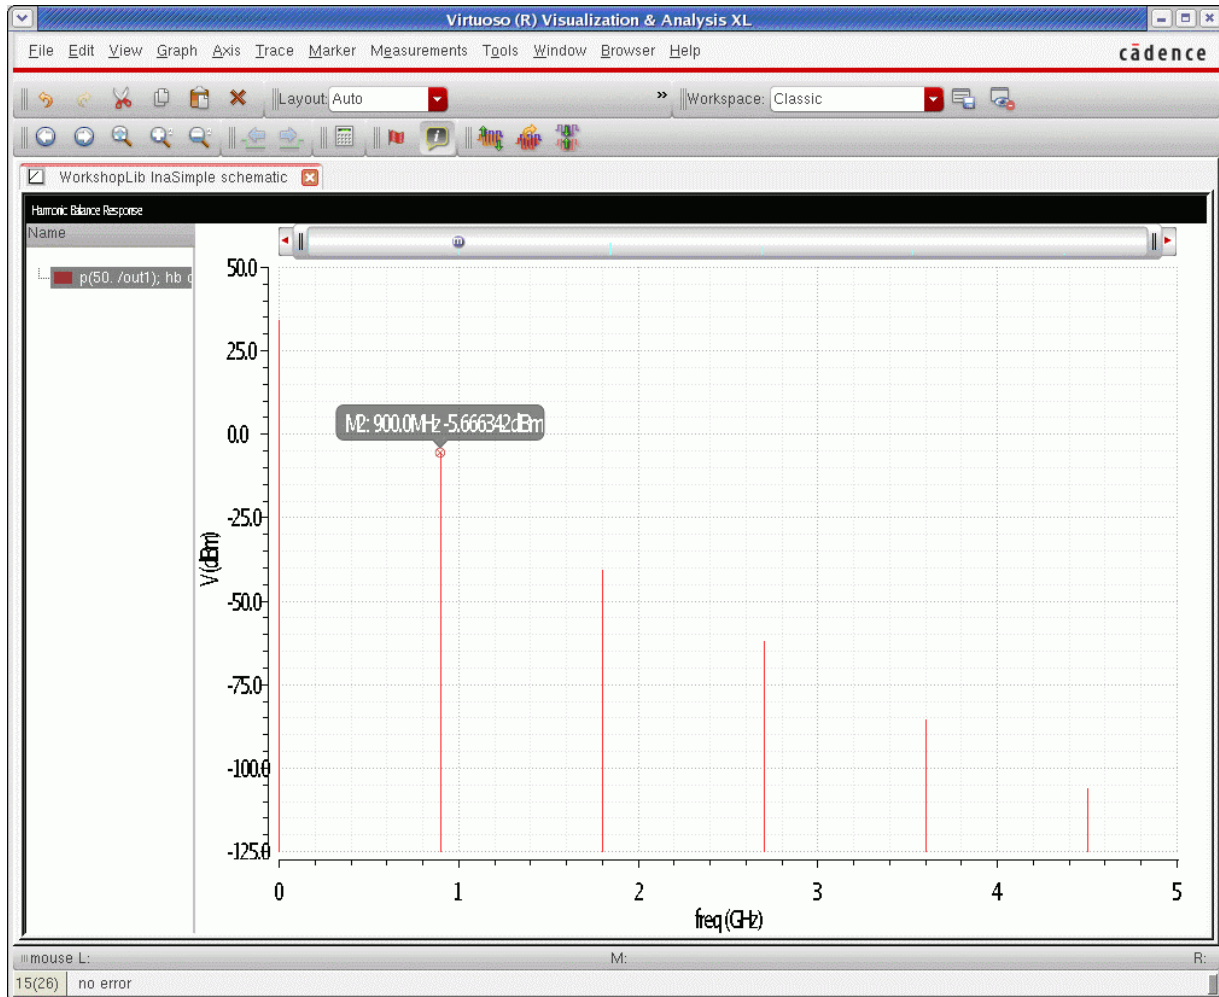 Virtuoso (R) Visualization & Analysis XL
File Edit View Graph Axis Trace Marker Measurements Tools Window Browser Help
cādence
Layout: Auto
» Workspace: Classic
WorkshopLib lnaSimple schematic
Harmonic Balance Response
Name
p(50. /out1); hb
50.0
25.0
M2: 900.0MHz -5.666342dBm
0.0
-25.0
V (dBm)
-50.0
-75.0
-100.0
-125.0
0 1 2 3 4 5
freq (GHz)
mouse L: M: R:
15(26) no error